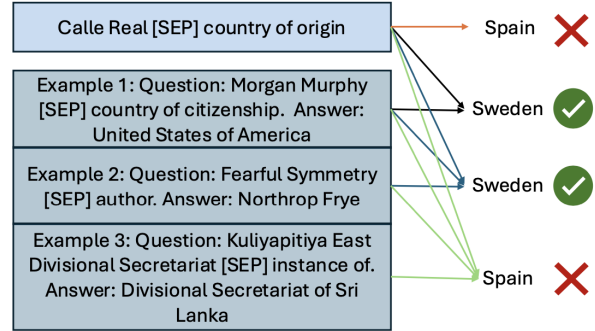 Calle Real [SEP] country of origin
Spain
Example 1: Question: Morgan Murphy
[SEP] country of citizenship. Answer:
United States of America
Sweden
Example 2: Question: Fearful Symmetry
[SEP] author. Answer: Northrop Frye
Sweden
Example 3: Question: Kuliyapitiya East
Divisional Secretariat [SEP] instance of.
Answer: Divisional Secretariat of Sri
Lanka
Spain